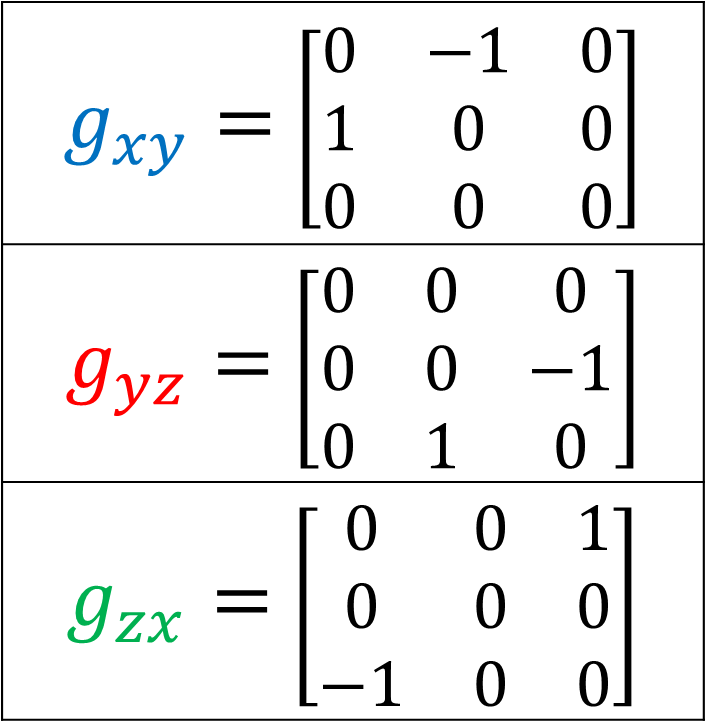 0 −1 0
g_xy = 1 0 0
0 0 0
0 0 0
g_yz = 0 0 −1
0 1 0
0 0 1
g_zx = 0 0 0
−1 0 0